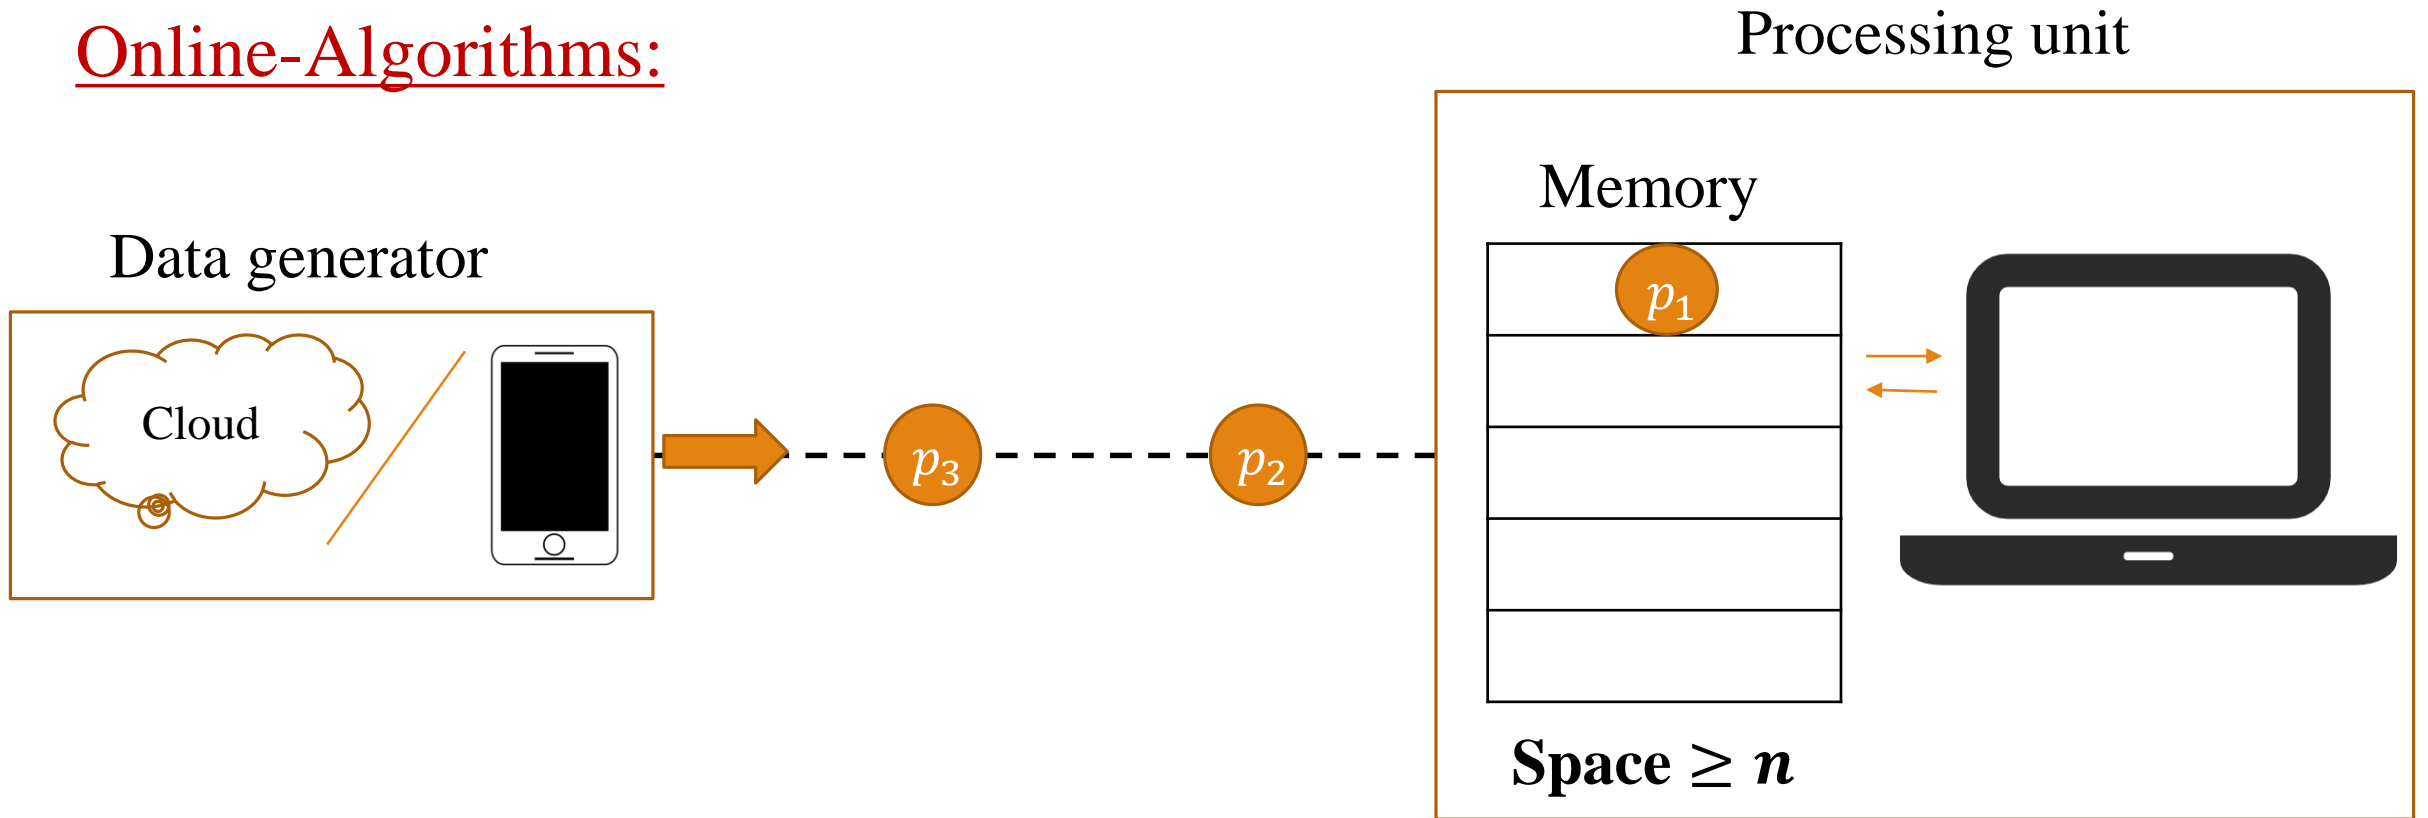 Online-Algorithms:
Processing unit
Memory
Data generator
p₁
Cloud
p₃
p₂
Space ≥ n